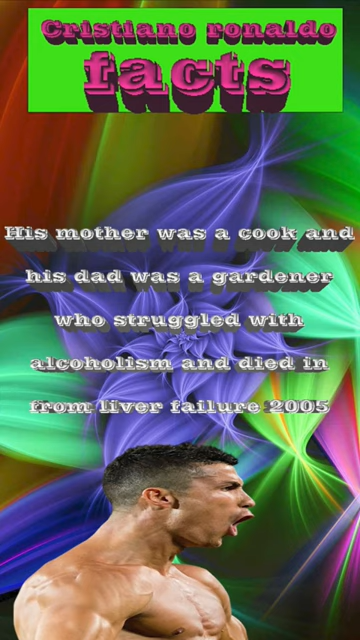 Cristiano ronaldo
facts
His mother was a cook and
his dad was a gardener
who struggled with
alcoholism and died in
from liver failure 2005